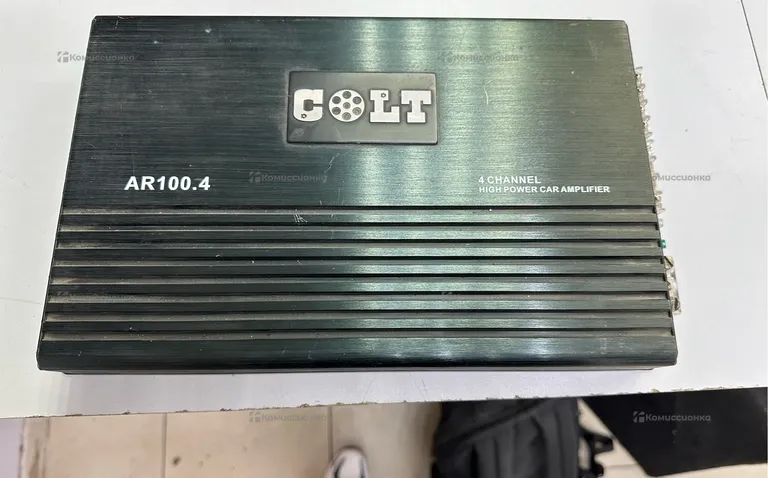 COLT
AR100.4
4 CHANNEL
HIGH POWER CAR AMPLIFIER
Комиссионка
Комиссионка
Комиссионка
Комиссионка
Комиссионка
Комиссионка